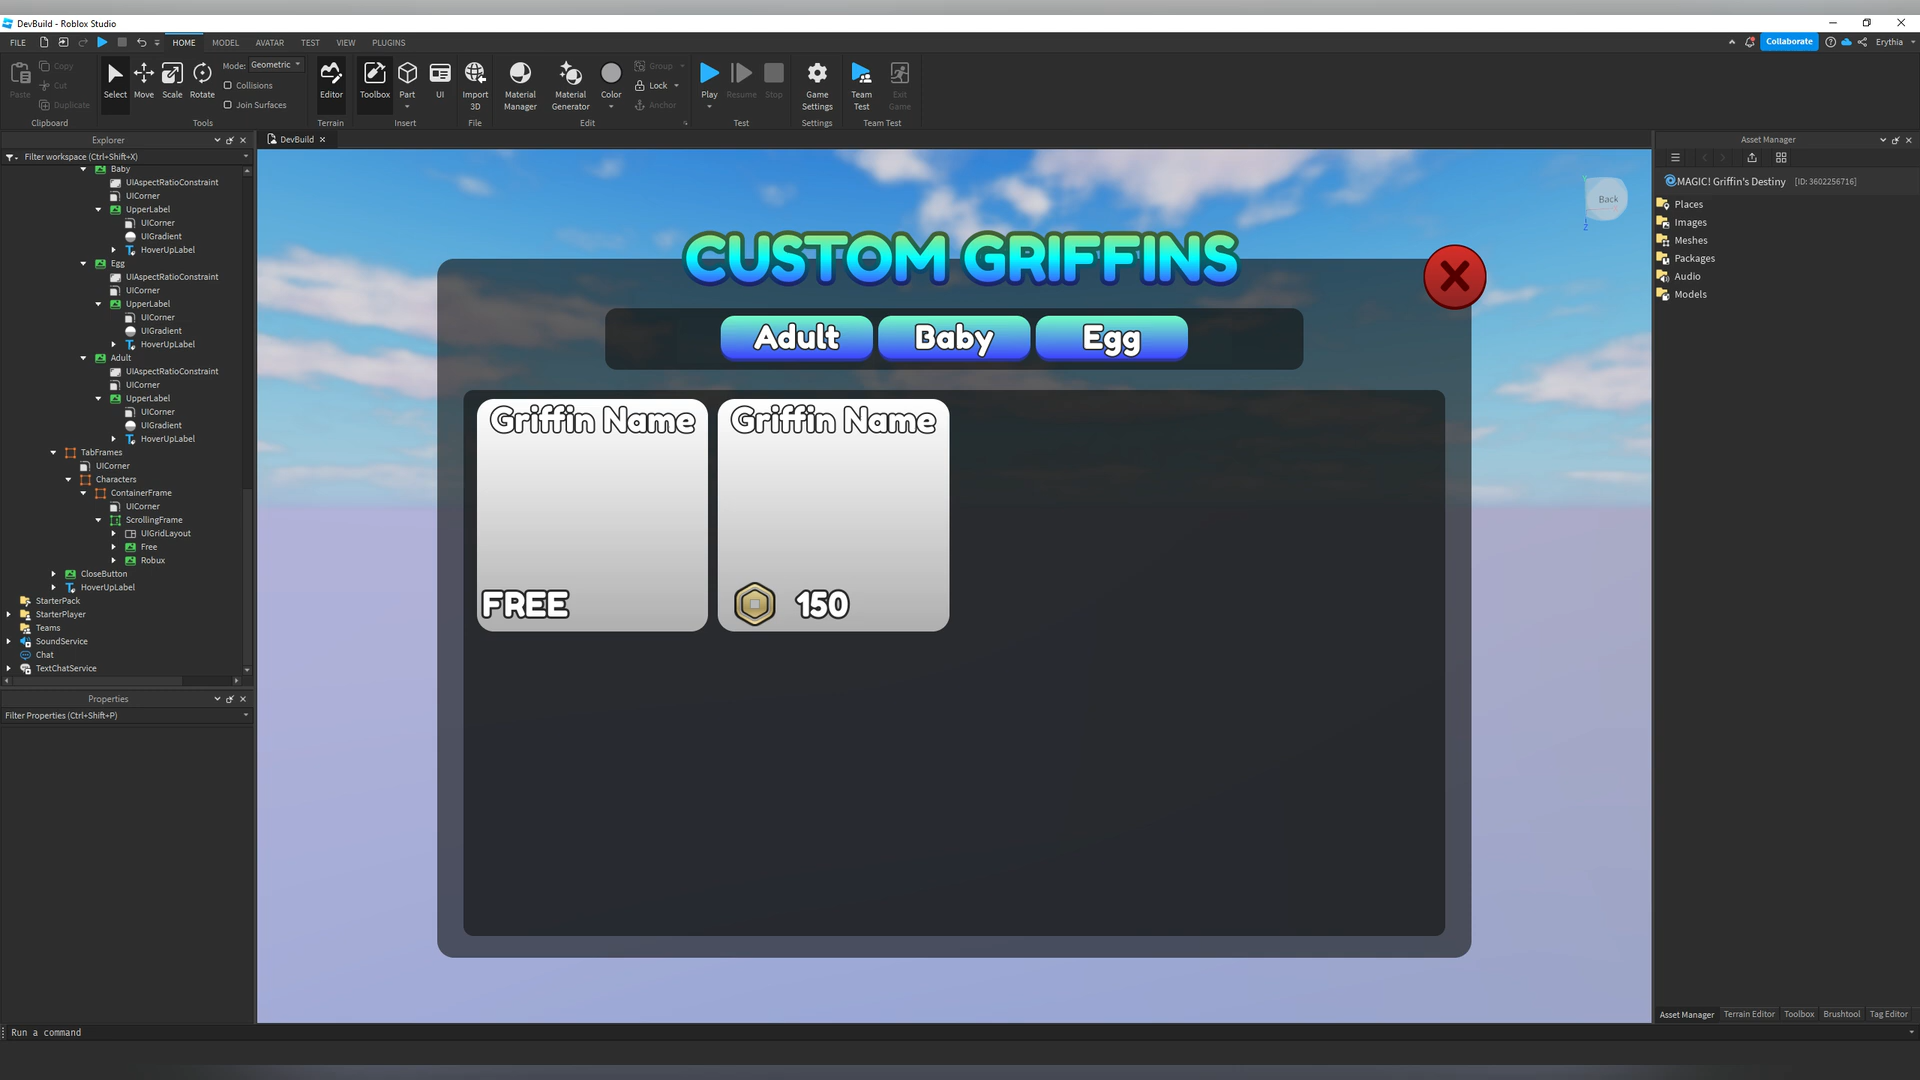 DevBuild - Roblox Studio
FILE
HOME
MODEL
AVATAR
TEST
VIEW
PLUGINS
Collaborate
Erythia
Paste
Copy
Cut
Duplicate
Clipboard
Select
Move
Scale
Rotate
Mode: Geometric
Collisions
Join Surfaces
Tools
Editor
Terrain
Toolbox
Part
UI
Insert
Import
3D
File
Material
Manager
Material
Generator
Color
Group
Lock
Anchor
Edit
Play
Resume
Stop
Test
Game
Settings
Settings
Team
Test
Exit
Game
Team Test
Explorer
Filter workspace (Ctrl+Shift+X)
Baby
UIAspectRatioConstraint
UICorner
UpperLabel
UICorner
UIGradient
HoverUpLabel
Egg
UIAspectRatioConstraint
UICorner
UpperLabel
UICorner
UIGradient
HoverUpLabel
Adult
UIAspectRatioConstraint
UICorner
UpperLabel
UICorner
UIGradient
HoverUpLabel
TabFrames
UICorner
Characters
ContainerFrame
UICorner
ScrollingFrame
UIGridLayout
Free
Robux
CloseButton
HoverUpLabel
StarterPack
StarterPlayer
Teams
SoundService
Chat
TextChatService
Properties
Filter Properties (Ctrl+Shift+P)
DevBuild
Back
Z
CUSTOM GRIFFINS
X
Adult
Baby
Egg
Griffin Name
FREE
Griffin Name
150
Asset Manager
MAGIC! Griffin's Destiny [ID: 3602256716]
Places
Images
Meshes
Packages
Audio
Models
Asset Manager
Terrain Editor
Toolbox
Brushtool
Tag Editor
Run a command